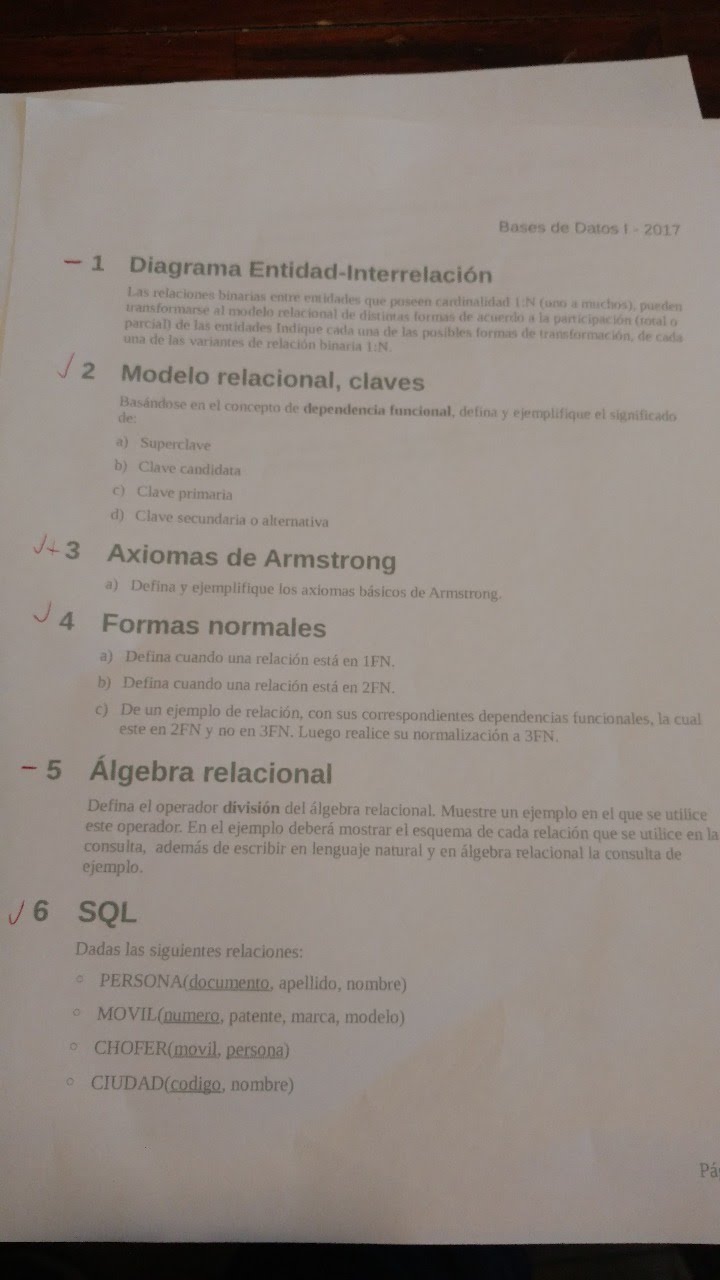 Bases de Datos I - 2017
1 Diagrama Entidad-Interrelación
Las relaciones binarias entre entidades que poseen cardinalidad 1:N (uno a muchos), pueden
transformarse al modelo relacional de distintas formas de acuerdo a la participación (total o
parcial) de las entidades Indique cada una de las posibles formas de transformación, de cada
una de las variantes de relación binaria 1:N.
2 Modelo relacional, claves
Basándose en el concepto de dependencia funcional, defina y ejemplifique el significado
de:
a) Superclave
b) Clave candidata
c) Clave primaria
d) Clave secundaria o alternativa
3 Axiomas de Armstrong
a) Defina y ejemplifique los axiomas básicos de Armstrong.
4 Formas normales
a) Defina cuando una relación está en 1FN.
b) Defina cuando una relación está en 2FN.
c) De un ejemplo de relación, con sus correspondientes dependencias funcionales, la cual
este en 2FN y no en 3FN. Luego realice su normalización a 3FN.
5 Álgebra relacional
Defina el operador división del álgebra relacional. Muestre un ejemplo en el que se utilice
este operador. En el ejemplo deberá mostrar el esquema de cada relación que se utilice en la
consulta, además de escribir en lenguaje natural y en álgebra relacional la consulta de
ejemplo.
6 SQL
Dadas las siguientes relaciones:
○ PERSONA(documento, apellido, nombre)
○ MOVIL(numero, patente, marca, modelo)
○ CHOFER(movil, persona)
○ CIUDAD(codigo, nombre)